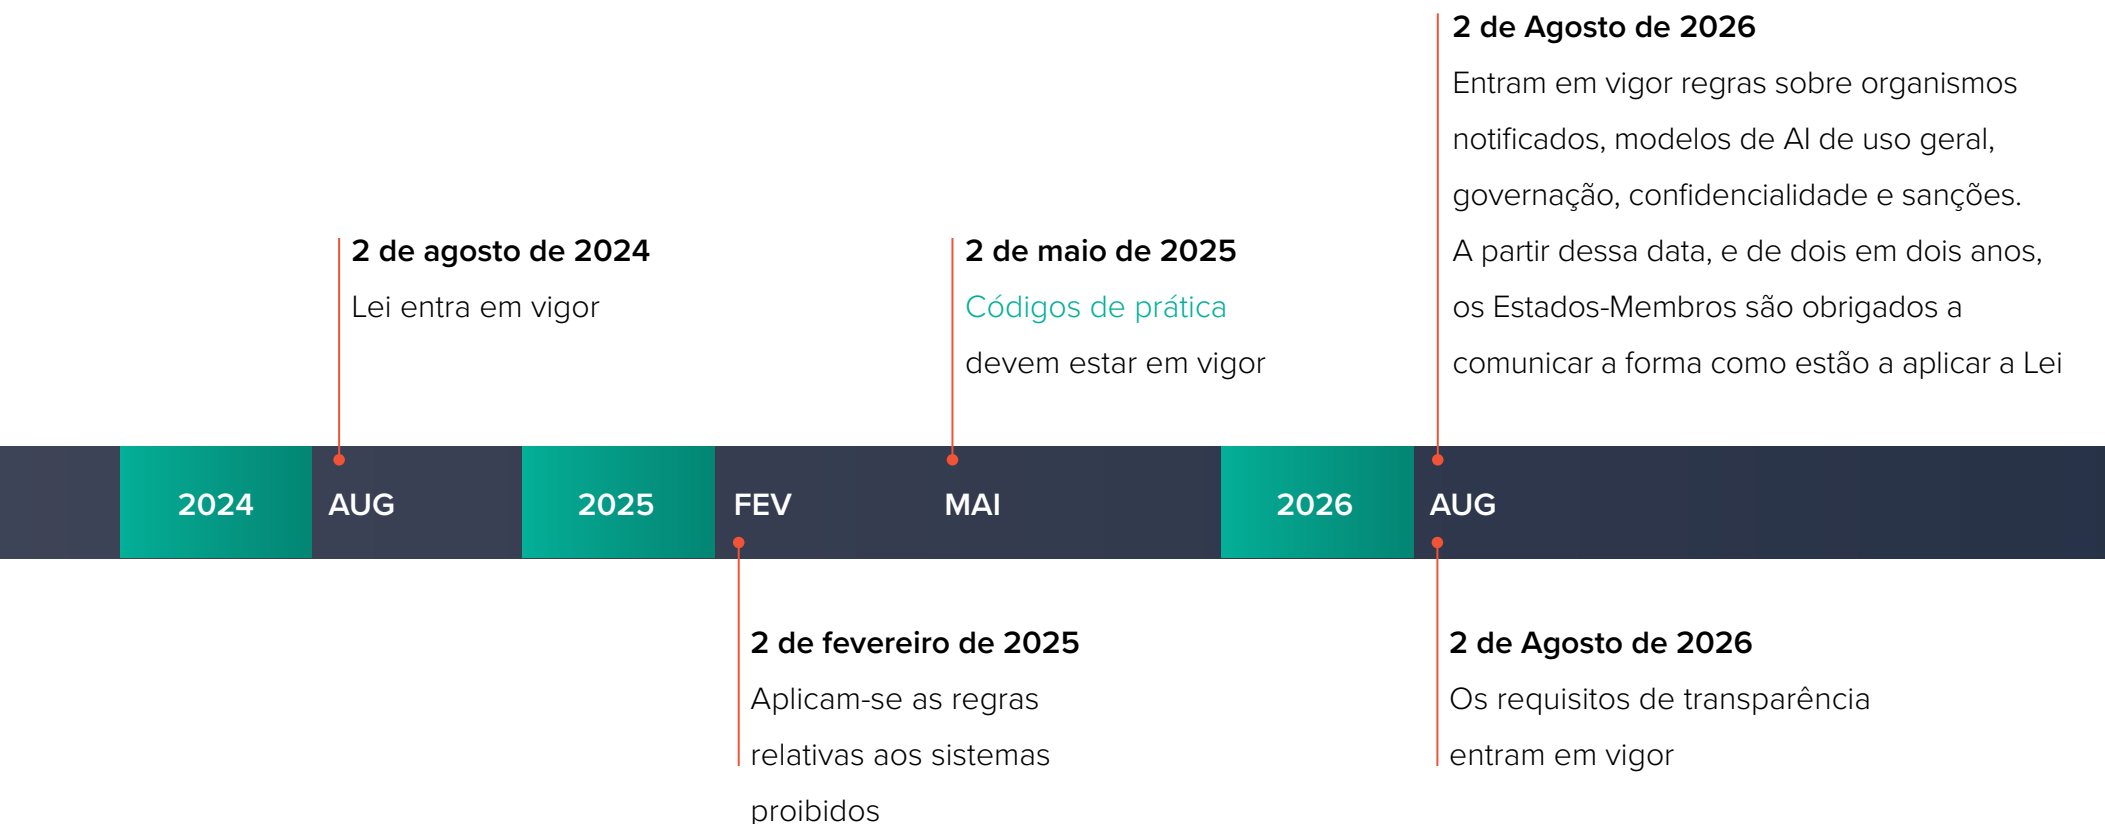 2 de Agosto de 2026
Entram em vigor regras sobre organismos
notificados, modelos de AI de uso geral,
governação, confidencialidade e sanções.
A partir dessa data, e de dois em dois anos,
os Estados-Membros são obrigados a
comunicar a forma como estão a aplicar a Lei
2 de agosto de 2024
Lei entra em vigor
2 de maio de 2025
Códigos de prática
devem estar em vigor
2024
AUG
2025
FEV
MAI
2026
AUG
2 de fevereiro de 2025
Aplicam-se as regras
relativas aos sistemas
proibidos
2 de Agosto de 2026
Os requisitos de transparência
entram em vigor